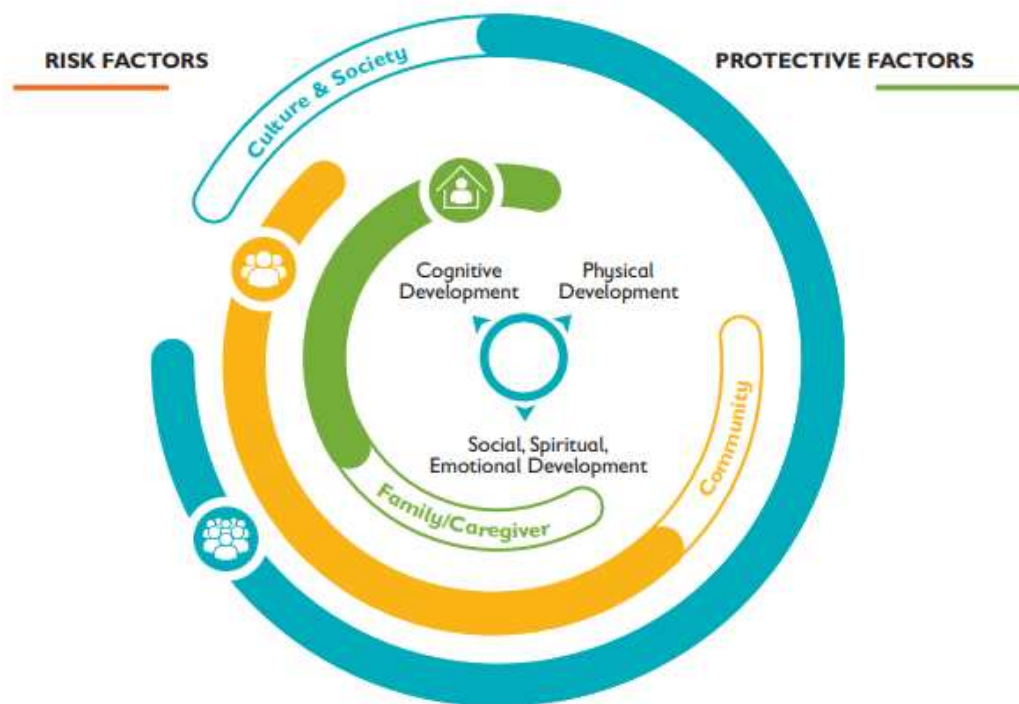 RISK FACTORS
PROTECTIVE FACTORS
Culture & Society
Cognitive
Development
Physical
Development
Social, Spiritual,
Emotional Development
Community
Family/Caregiver